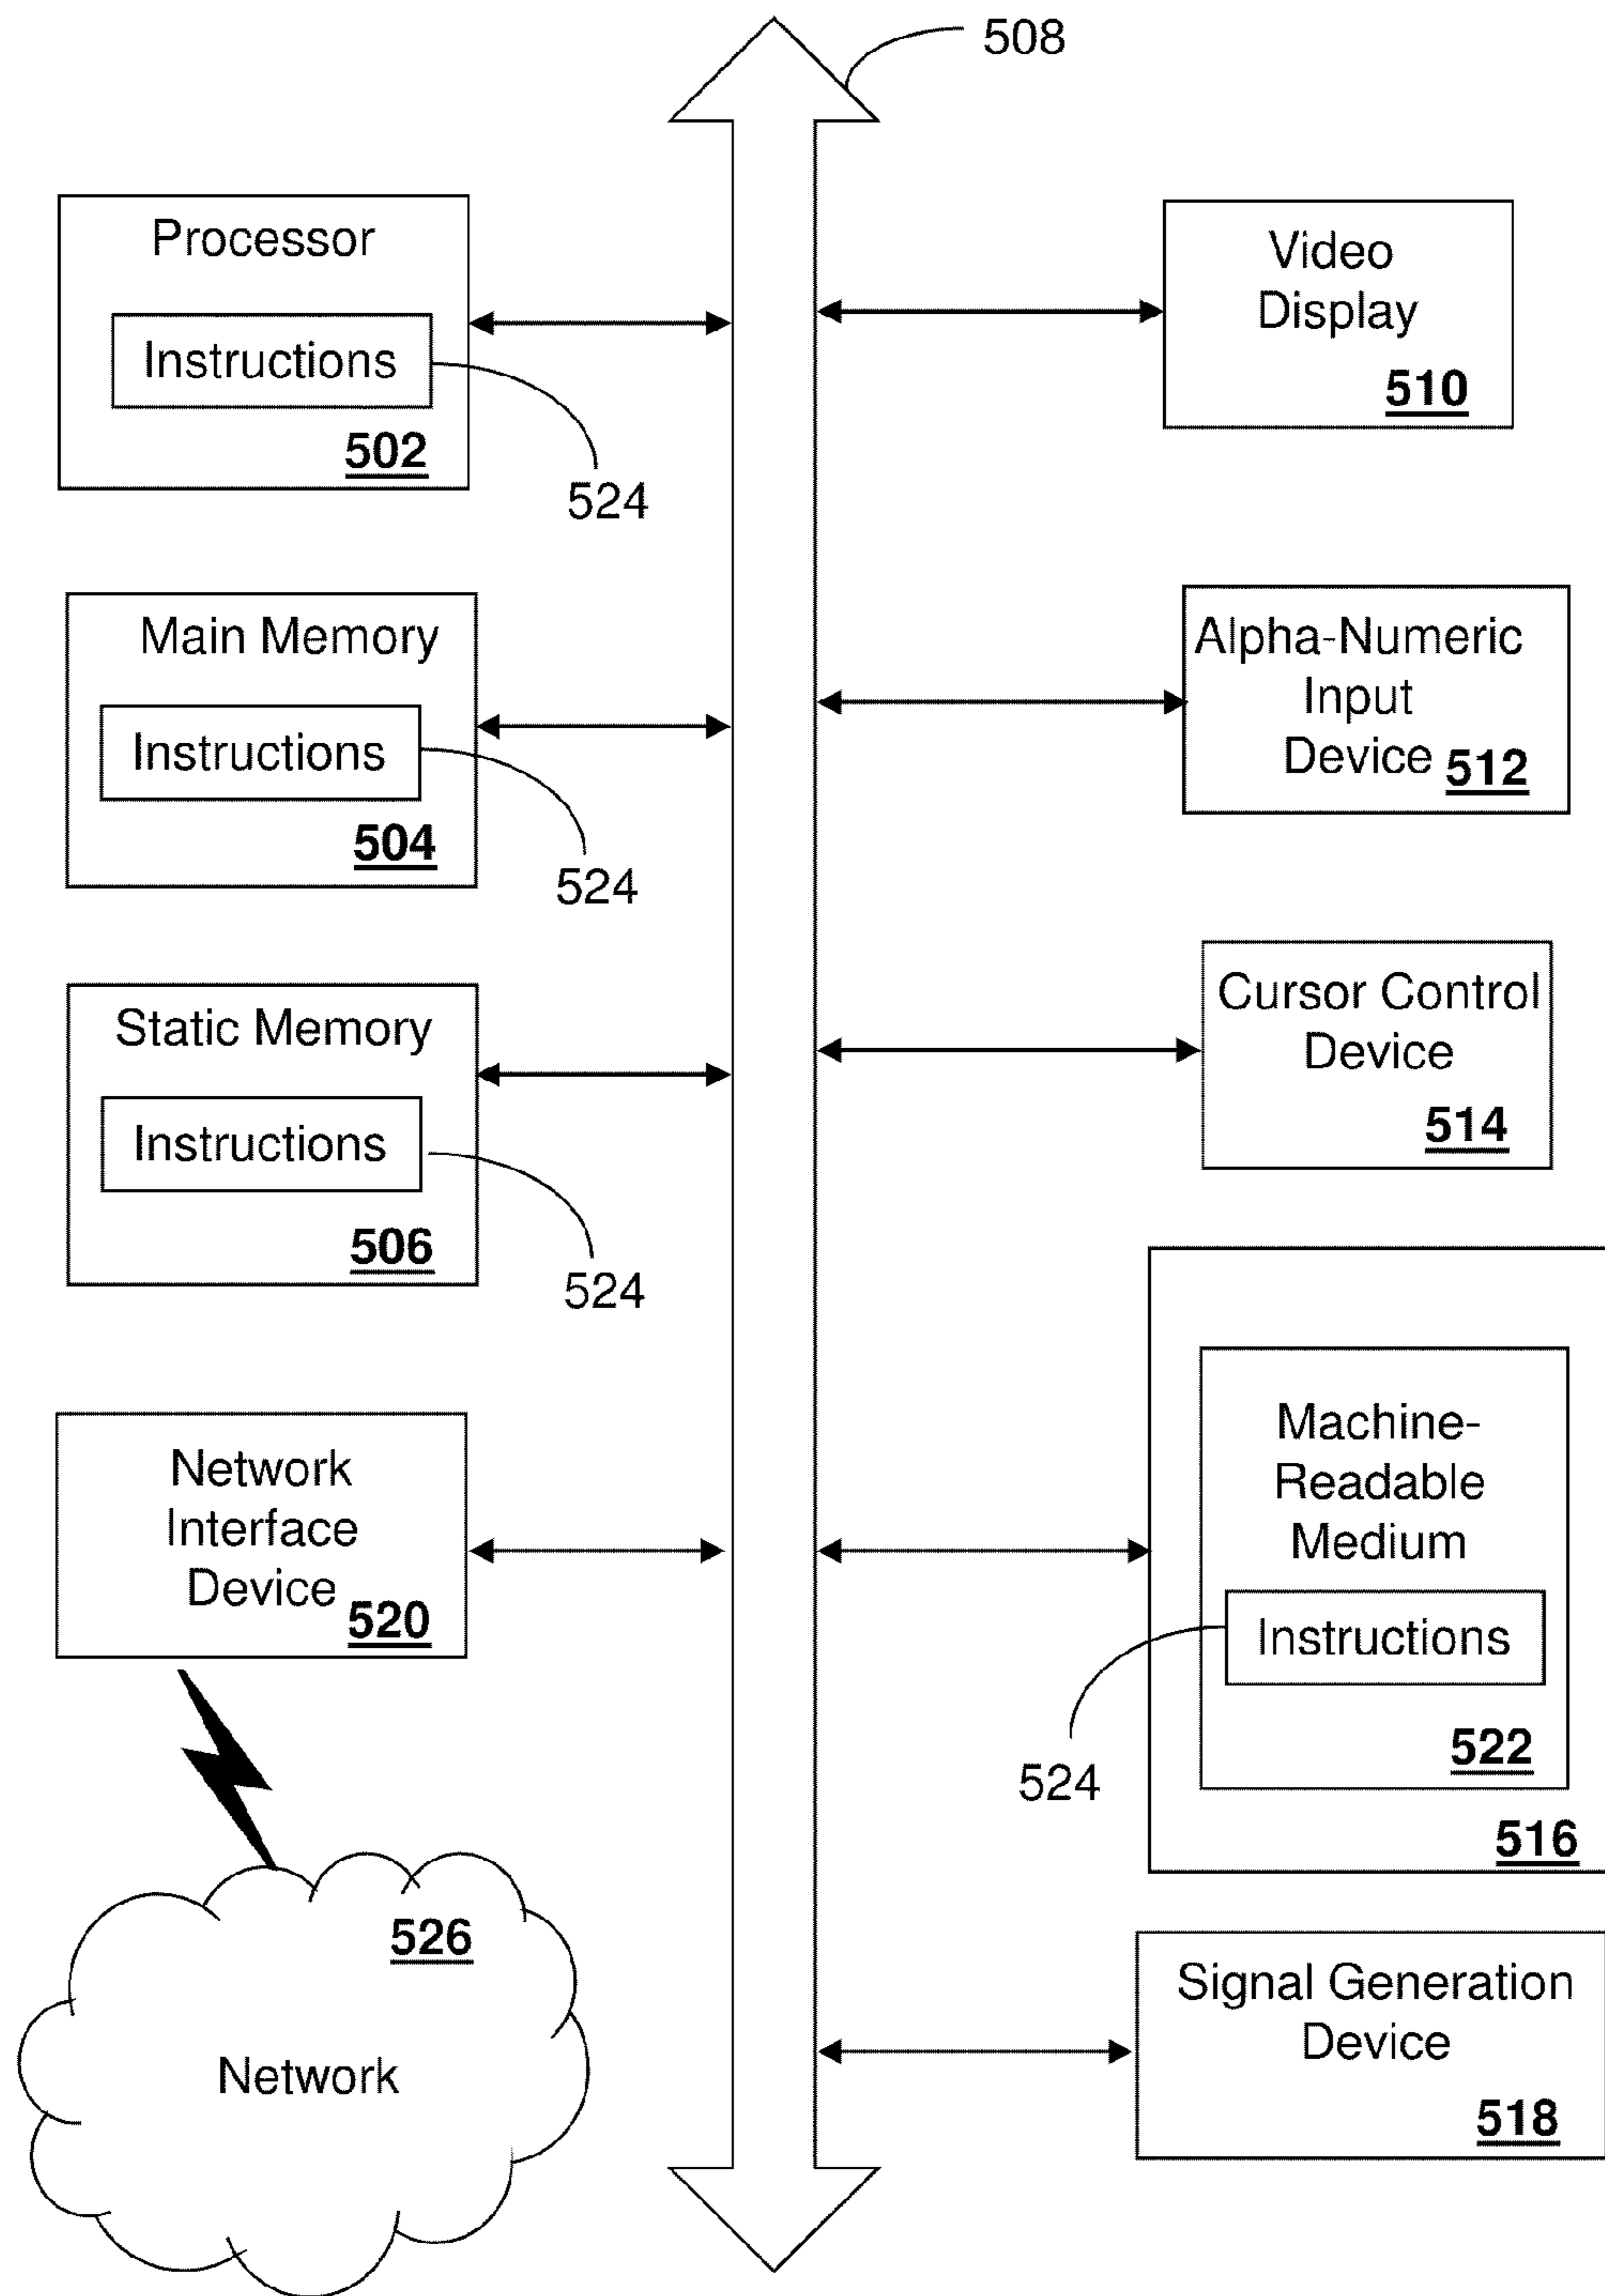 508
Processor
Instructions
502
524
Main Memory
Instructions
504
524
Static Memory
Instructions
506
524
Network
Interface
Device
520
526
Network
Video
Display
510
Alpha-Numeric
Input
Device 512
Cursor Control
Device
514
Machine-
Readable
Medium
Instructions
522
524
516
Signal Generation
Device
518